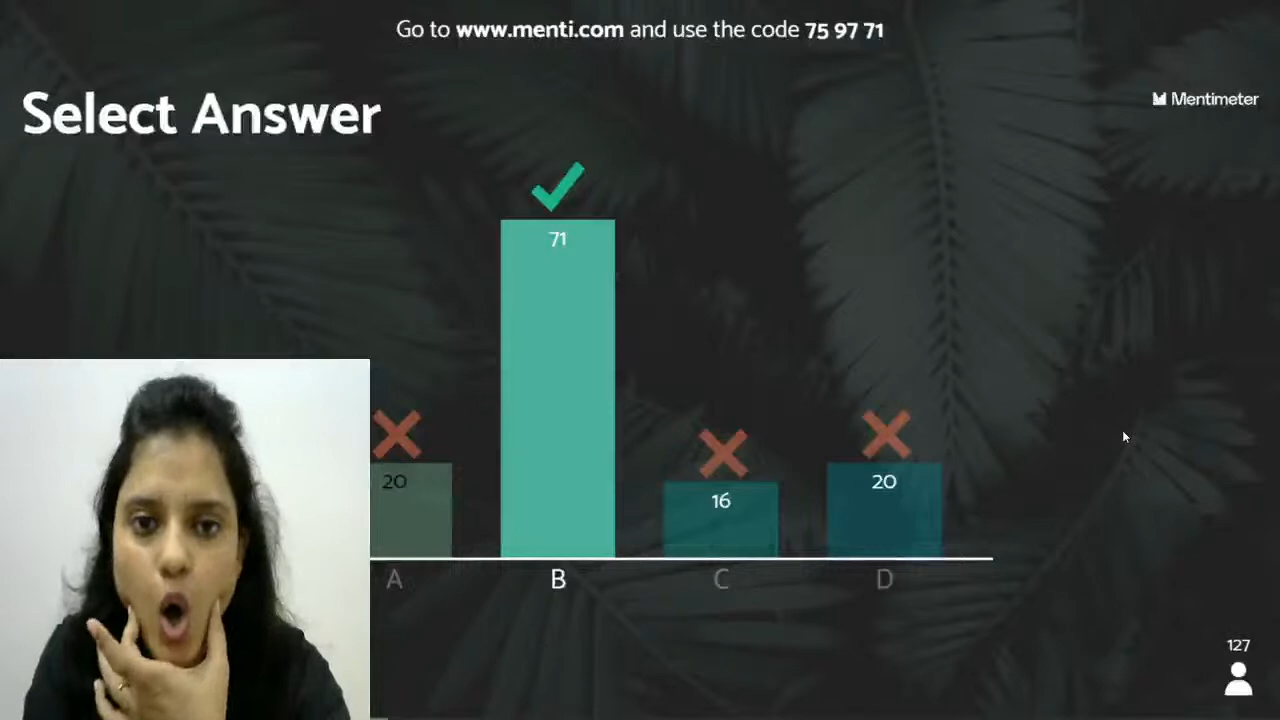 Go to www.menti.com and use the code 75 97 71
Select Answer
Mentimeter
71
20
16
20
A
B
C
D
127